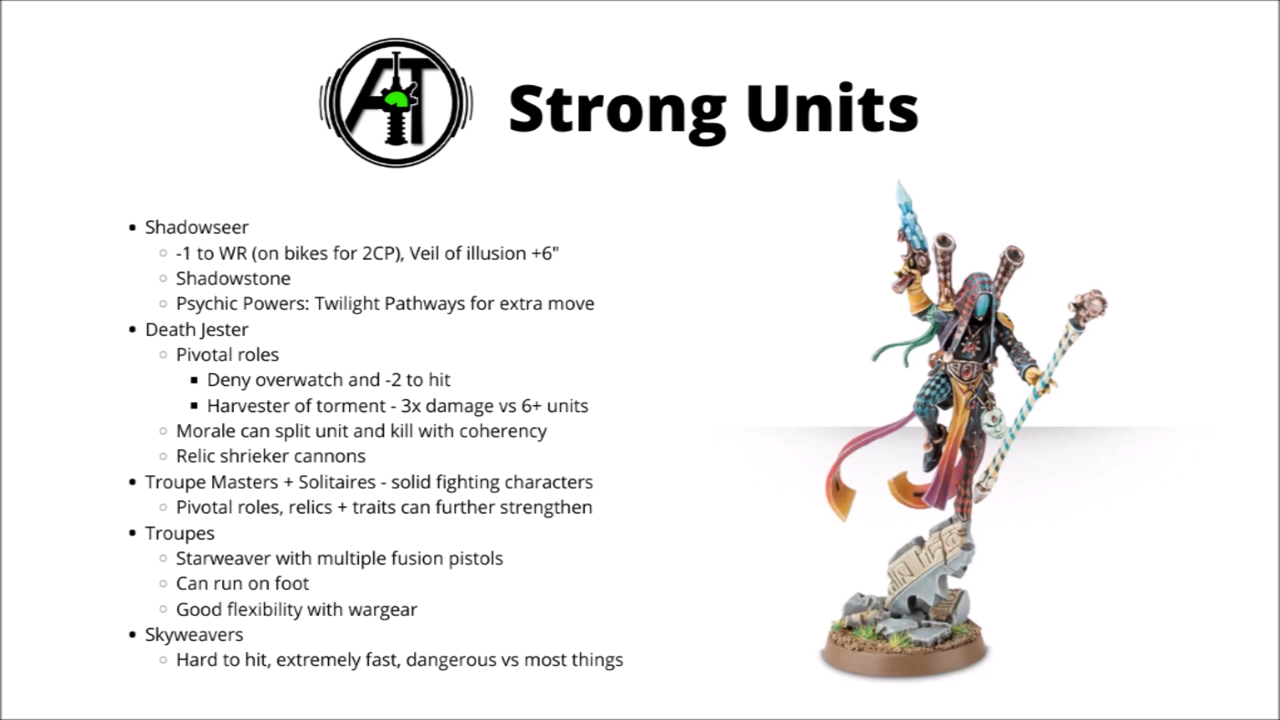 AT
Strong Units
• Shadowseer
○ -1 to WR (on bikes for 2CP), Veil of illusion +6"
○ Shadowstone
○ Psychic Powers: Twilight Pathways for extra move
• Death Jester
○ Pivotal roles
▪ Deny overwatch and -2 to hit
▪ Harvester of torment - 3x damage vs 6+ units
○ Morale can split unit and kill with coherency
○ Relic shrieker cannons
• Troupe Masters + Solitaires - solid fighting characters
○ Pivotal roles, relics + traits can further strengthen
• Troupes
○ Starweaver with multiple fusion pistols
○ Can run on foot
○ Good flexibility with wargear
• Skyweavers
○ Hard to hit, extremely fast, dangerous vs most things